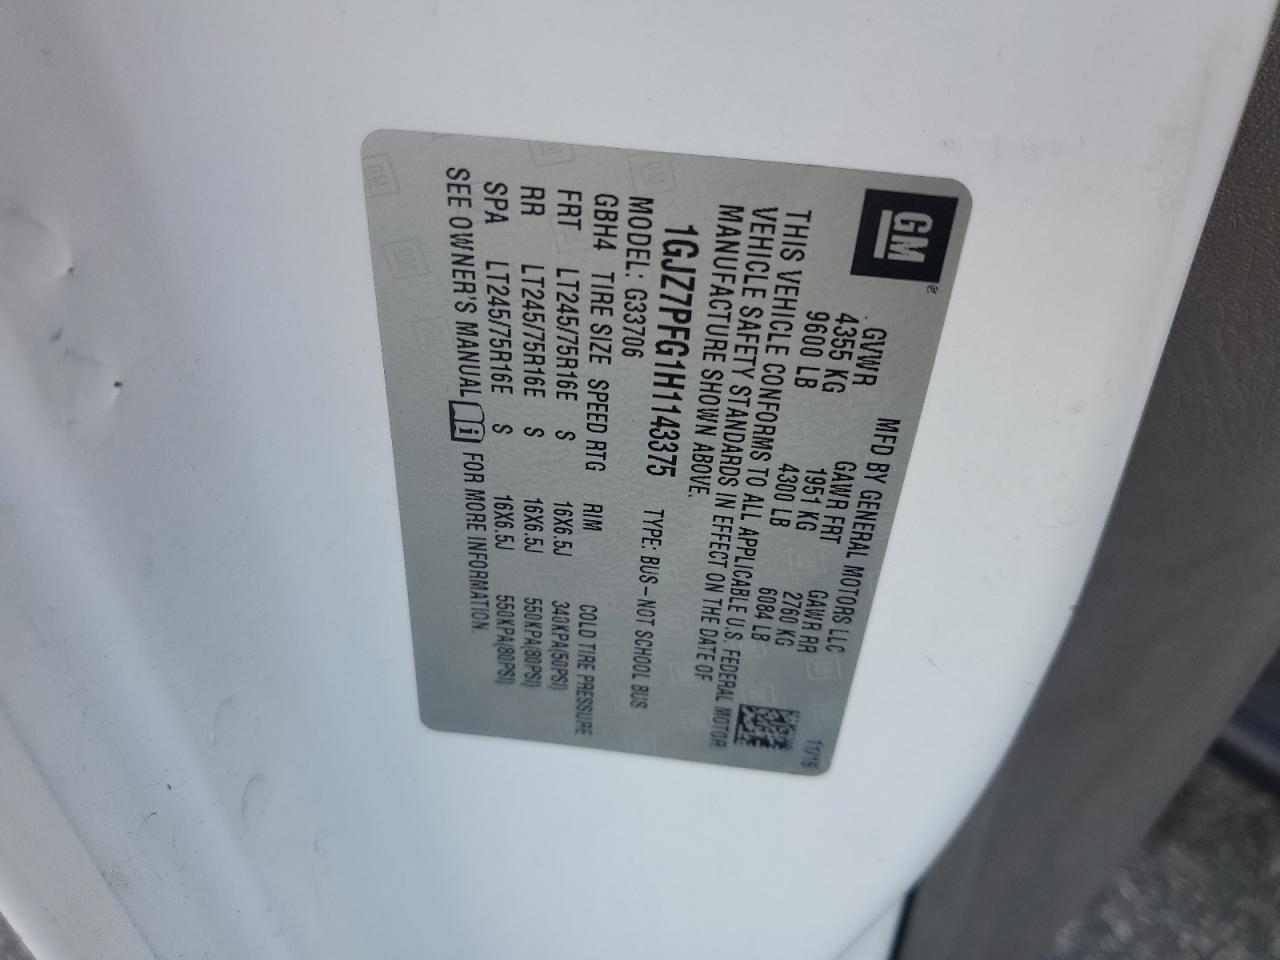 GM
MFD BY GENERAL MOTORS LLC 11/16
GVWR GAWR FRT GAWR RR
4355 KG 1951 KG 2760 KG
9600 LB 4300 LB 6084 LB
THIS VEHICLE CONFORMS TO ALL APPLICABLE U.S. FEDERAL MOTOR
VEHICLE SAFETY STANDARDS IN EFFECT ON THE DATE OF
MANUFACTURE SHOWN ABOVE.
1GJZ7PFG1H1143375 TYPE: BUS – NOT SCHOOL BUS
MODEL: G33706
GBH4 TIRE SIZE SPEED RTG RIM COLD TIRE PRESSURE
FRT LT245/75R16E S 16X6.5J 340KPA(50PSI)
RR LT245/75R16E S 16X6.5J 550KPA(80PSI)
SPA LT245/75R16E S 16X6.5J 550KPA(80PSI)
SEE OWNER'S MANUAL i FOR MORE INFORMATION.